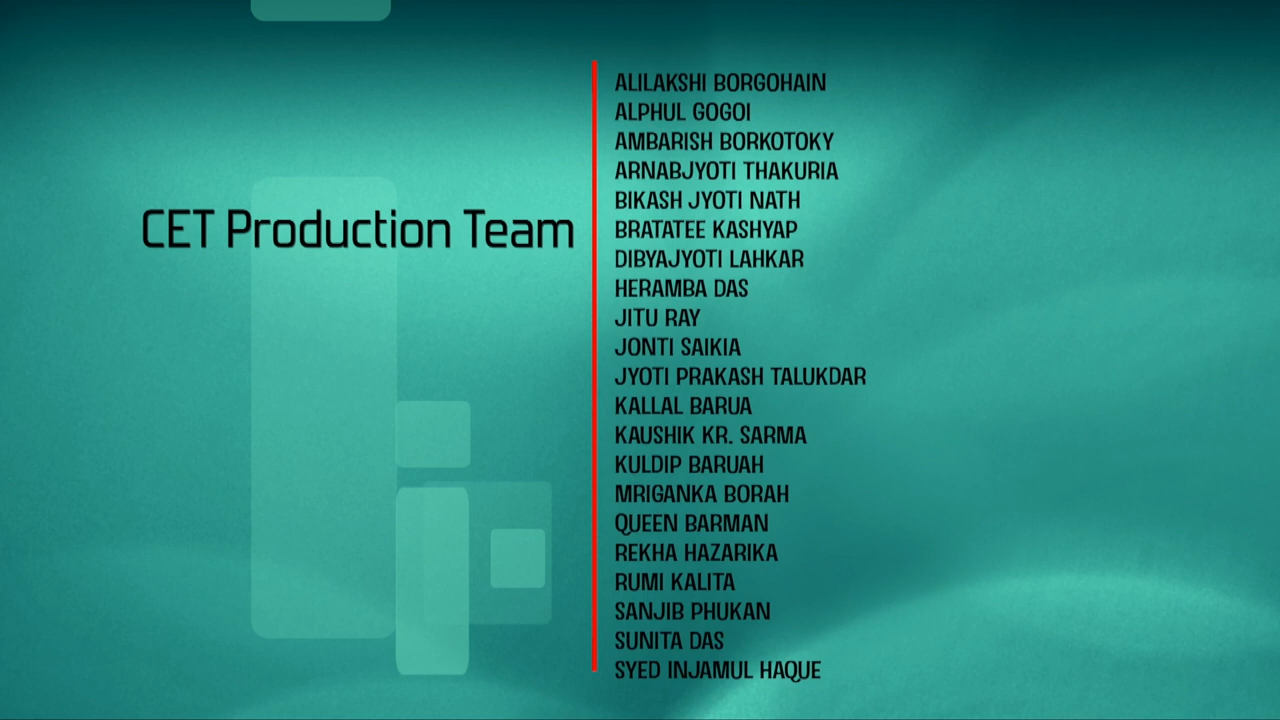 CET Production Team
ALILAKSHI BORGOHAIN
ALPHUL GOGOI
AMBARISH BORKOTOKY
ARNABJYOTI THAKURIA
BIKASH JYOTI NATH
BRATATEE KASHYAP
DIBYAJYOTI LAHKAR
HERAMBA DAS
JITU RAY
JONTI SAIKIA
JYOTI PRAKASH TALUKDAR
KALLAL BARUA
KAUSHIK KR. SARMA
KULDIP BARUAH
MRIGANKA BORAH
QUEEN BARMAN
REKHA HAZARIKA
RUMI KALITA
SANJIB PHUKAN
SUNITA DAS
SYED INJAMUL HAQUE